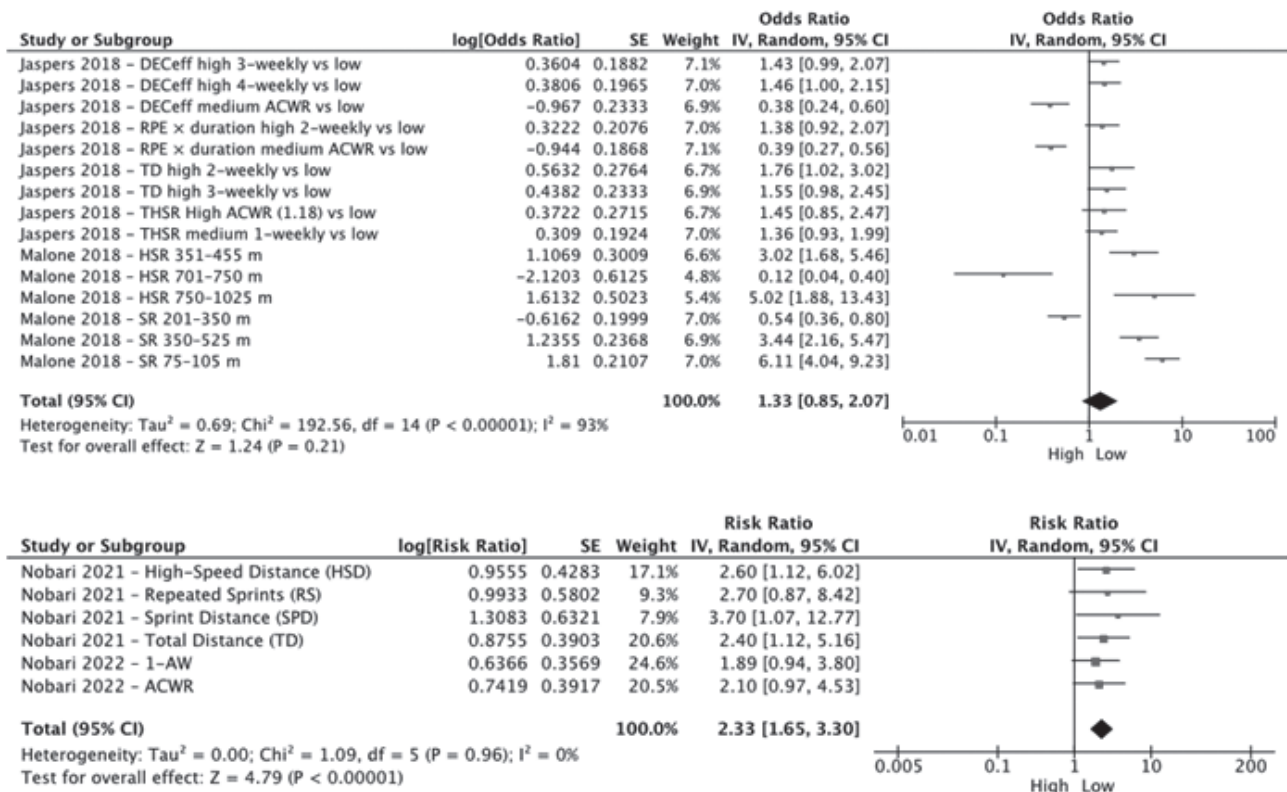 Odds Ratio Odds Ratio
Study or Subgroup log[Odds Ratio] SE Weight IV, Random, 95% CI IV, Random, 95% CI
Jaspers 2018 – DECeff high 3-weekly vs low 0.3604 0.1882 7.1% 1.43 [0.99, 2.07]
Jaspers 2018 – DECeff high 4-weekly vs low 0.3806 0.1965 7.0% 1.46 [1.00, 2.15]
Jaspers 2018 – DECeff medium ACWR vs low -0.967 0.2333 6.9% 0.38 [0.24, 0.60]
Jaspers 2018 – RPE × duration high 2-weekly vs low 0.3222 0.2076 7.0% 1.38 [0.92, 2.07]
Jaspers 2018 – RPE × duration medium ACWR vs low -0.944 0.1868 7.1% 0.39 [0.27, 0.56]
Jaspers 2018 – TD high 2-weekly vs low 0.5632 0.2764 6.7% 1.76 [1.02, 3.02]
Jaspers 2018 – TD high 3-weekly vs low 0.4382 0.2333 6.9% 1.55 [0.98, 2.45]
Jaspers 2018 – THSR High ACWR (1.18) vs low 0.3722 0.2715 6.7% 1.45 [0.85, 2.47]
Jaspers 2018 – THSR medium 1-weekly vs low 0.309 0.1924 7.0% 1.36 [0.93, 1.99]
Malone 2018 – HSR 351–455 m 1.1069 0.3009 6.6% 3.02 [1.68, 5.46]
Malone 2018 – HSR 701–750 m -2.1203 0.6125 4.8% 0.12 [0.04, 0.40]
Malone 2018 – HSR 750–1025 m 1.6132 0.5023 5.4% 5.02 [1.88, 13.43]
Malone 2018 – SR 201–350 m -0.6162 0.1999 7.0% 0.54 [0.36, 0.80]
Malone 2018 – SR 350–525 m 1.2355 0.2368 6.9% 3.44 [2.16, 5.47]
Malone 2018 – SR 75–105 m 1.81 0.2107 7.0% 6.11 [4.04, 9.23]
Total (95% CI) 100.0% 1.33 [0.85, 2.07]
Heterogeneity: Tau² = 0.69; Chi² = 192.56, df = 14 (P < 0.00001); I² = 93%
Test for overall effect: Z = 1.24 (P = 0.21)
0.01 0.1 1 10 100
High Low
Risk Ratio Risk Ratio
Study or Subgroup log[Risk Ratio] SE Weight IV, Random, 95% CI IV, Random, 95% CI
Nobari 2021 – High-Speed Distance (HSD) 0.9555 0.4283 17.1% 2.60 [1.12, 6.02]
Nobari 2021 – Repeated Sprints (RS) 0.9933 0.5802 9.3% 2.70 [0.87, 8.42]
Nobari 2021 – Sprint Distance (SPD) 1.3083 0.6321 7.9% 3.70 [1.07, 12.77]
Nobari 2021 – Total Distance (TD) 0.8755 0.3903 20.6% 2.40 [1.12, 5.16]
Nobari 2022 – 1-AW 0.6366 0.3569 24.6% 1.89 [0.94, 3.80]
Nobari 2022 – ACWR 0.7419 0.3917 20.5% 2.10 [0.97, 4.53]
Total (95% CI) 100.0% 2.33 [1.65, 3.30]
Heterogeneity: Tau² = 0.00; Chi² = 1.09, df = 5 (P = 0.96); I² = 0%
Test for overall effect: Z = 4.79 (P < 0.00001)
0.005 0.1 1 10 200
High Low